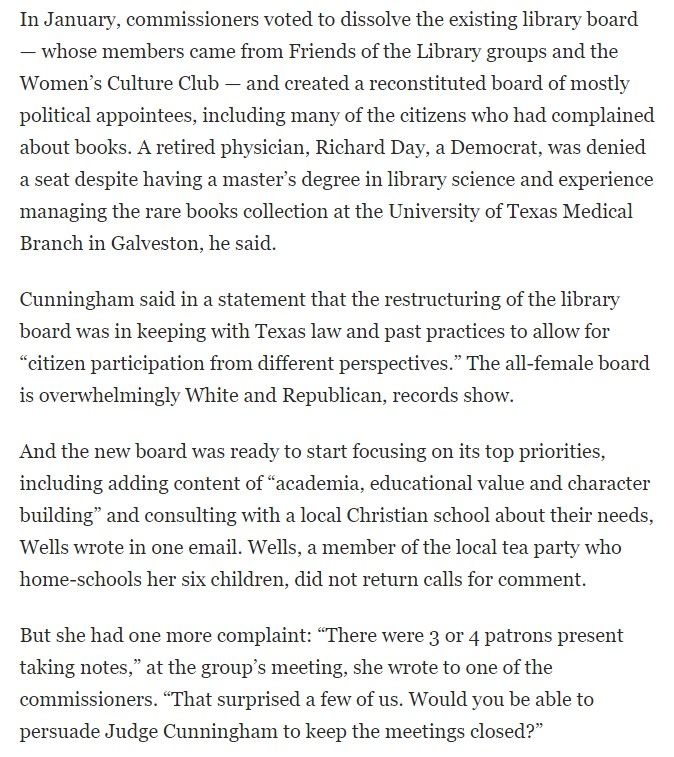 In January, commissioners voted to dissolve the existing library board
— whose members came from Friends of the Library groups and the
Women’s Culture Club — and created a reconstituted board of mostly
political appointees, including many of the citizens who had complained
about books. A retired physician, Richard Day, a Democrat, was denied
a seat despite having a master’s degree in library science and experience
managing the rare books collection at the University of Texas Medical
Branch in Galveston, he said.
Cunningham said in a statement that the restructuring of the library
board was in keeping with Texas law and past practices to allow for
“citizen participation from different perspectives.” The all-female board
is overwhelmingly White and Republican, records show.
And the new board was ready to start focusing on its top priorities,
including adding content of “academia, educational value and character
building” and consulting with a local Christian school about their needs,
Wells wrote in one email. Wells, a member of the local tea party who
home-schools her six children, did not return calls for comment.
But she had one more complaint: “There were 3 or 4 patrons present
taking notes,” at the group’s meeting, she wrote to one of the
commissioners. “That surprised a few of us. Would you be able to
persuade Judge Cunningham to keep the meetings closed?”